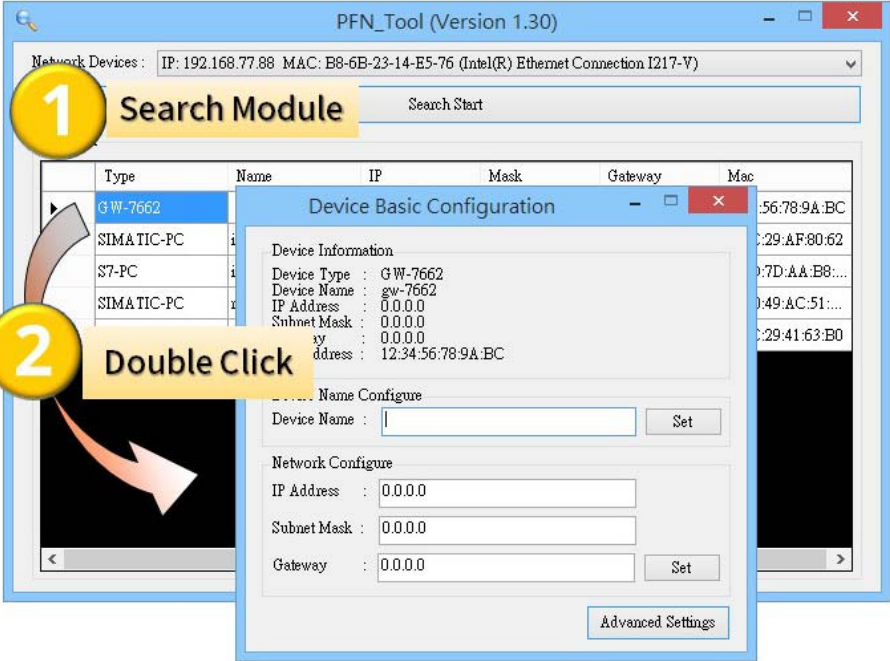 PFN_Tool (Version 1.30)
Network Devices : IP: 192.168.77.88 MAC: B8-6B-23-14-E5-76 (Intel(R) Ethernet Connection I217-V)
1 Search Module
Search Start
Type Name IP Mask Gateway Mac
GW-7662 :56:78:9A:BC
SIMATIC-PC :29:AF:80:62
S7-PC :7D:AA:B8:...
SIMATIC-PC :49:AC:51:...
:29:41:63:B0
2 Double Click
Device Basic Configuration
Device Information
Device Type : GW-7662
Device Name : gw-7662
IP Address : 0.0.0.0
Subnet Mask : 0.0.0.0
: 0.0.0.0
: 12:34:56:78:9A:BC
Name Configure
Device Name :
Set
Network Configure
IP Address : 0.0.0.0
Subnet Mask : 0.0.0.0
Gateway : 0.0.0.0
Set
Advanced Settings